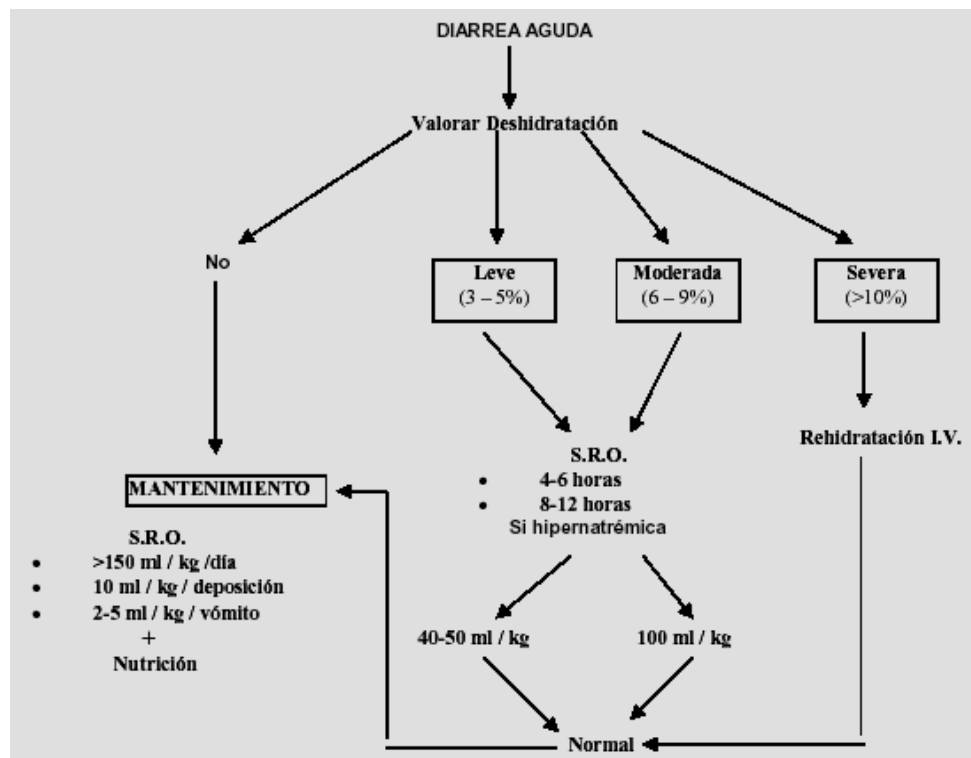 DIARREA AGUDA
Valorar Deshidratación
No
Leve
(3 – 5%)
Moderada
(6 – 9%)
Severa
(>10%)
Rehidratación I.V.
S.R.O.
• 4-6 horas
• 8-12 horas
Si hipernatrémica
MANTENIMIENTO
S.R.O.
• >150 ml / kg /día
• 10 ml / kg / deposición
• 2-5 ml / kg / vómito
+
Nutrición
40-50 ml / kg
100 ml / kg
Normal